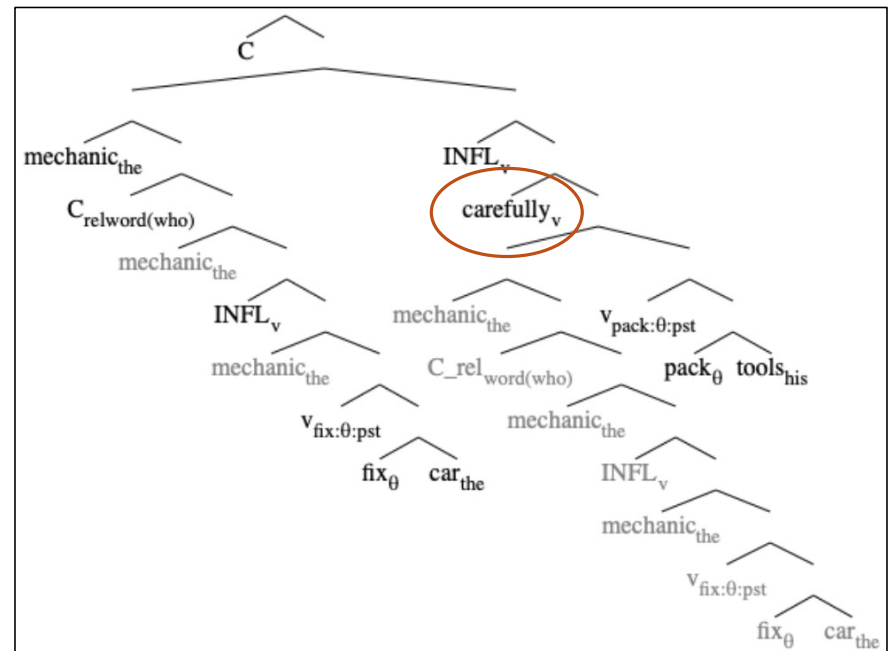 C
mechanic_the INFL_v
C_relword(who) carefully_v
mechanic_the
INFL_v mechanic_the v_pack:θ:pst
mechanic_the C_rel_word(who) pack_θ tools_his
v_fix:θ:pst mechanic_the
fix_θ car_the INFL_v
mechanic_the
v_fix:θ:pst
fix_θ car_the